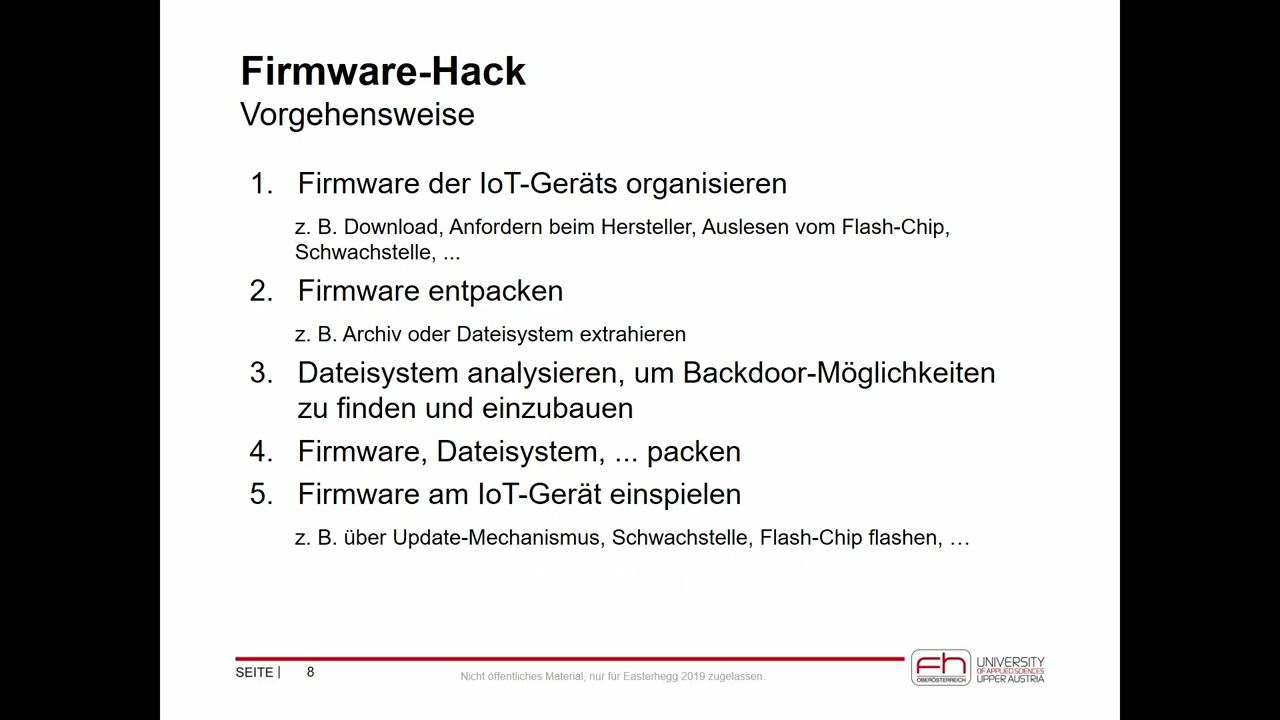 Firmware-Hack
Vorgehensweise
1. Firmware der IoT-Geräts organisieren
z. B. Download, Anfordern beim Hersteller, Auslesen vom Flash-Chip,
Schwachstelle, ...
2. Firmware entpacken
z. B. Archiv oder Dateisystem extrahieren
3. Dateisystem analysieren, um Backdoor-Möglichkeiten
zu finden und einzubauen
4. Firmware, Dateisystem, ... packen
5. Firmware am IoT-Gerät einspielen
z. B. über Update-Mechanismus, Schwachstelle, Flash-Chip flashen, …
SEITE | 8
Nicht öffentliches Material, nur für Easterhegg 2019 zugelassen.
fh
OBERÖSTERREICH
UNIVERSITY
OF APPLIED SCIENCES
UPPER AUSTRIA